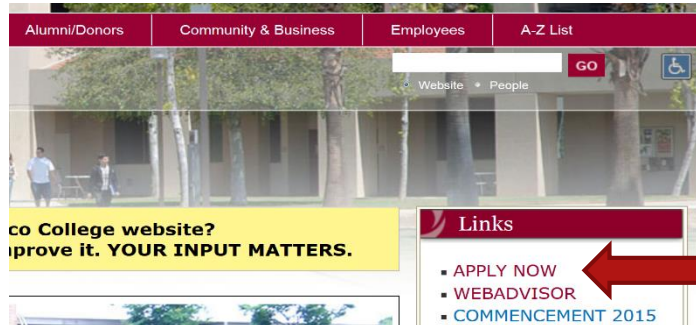 Alumni/Donors Community & Business Employees A-Z List
GO
Website People
co College website?
prove it. YOUR INPUT MATTERS.
Links
APPLY NOW
WEBADVISOR
COMMENCEMENT 2015